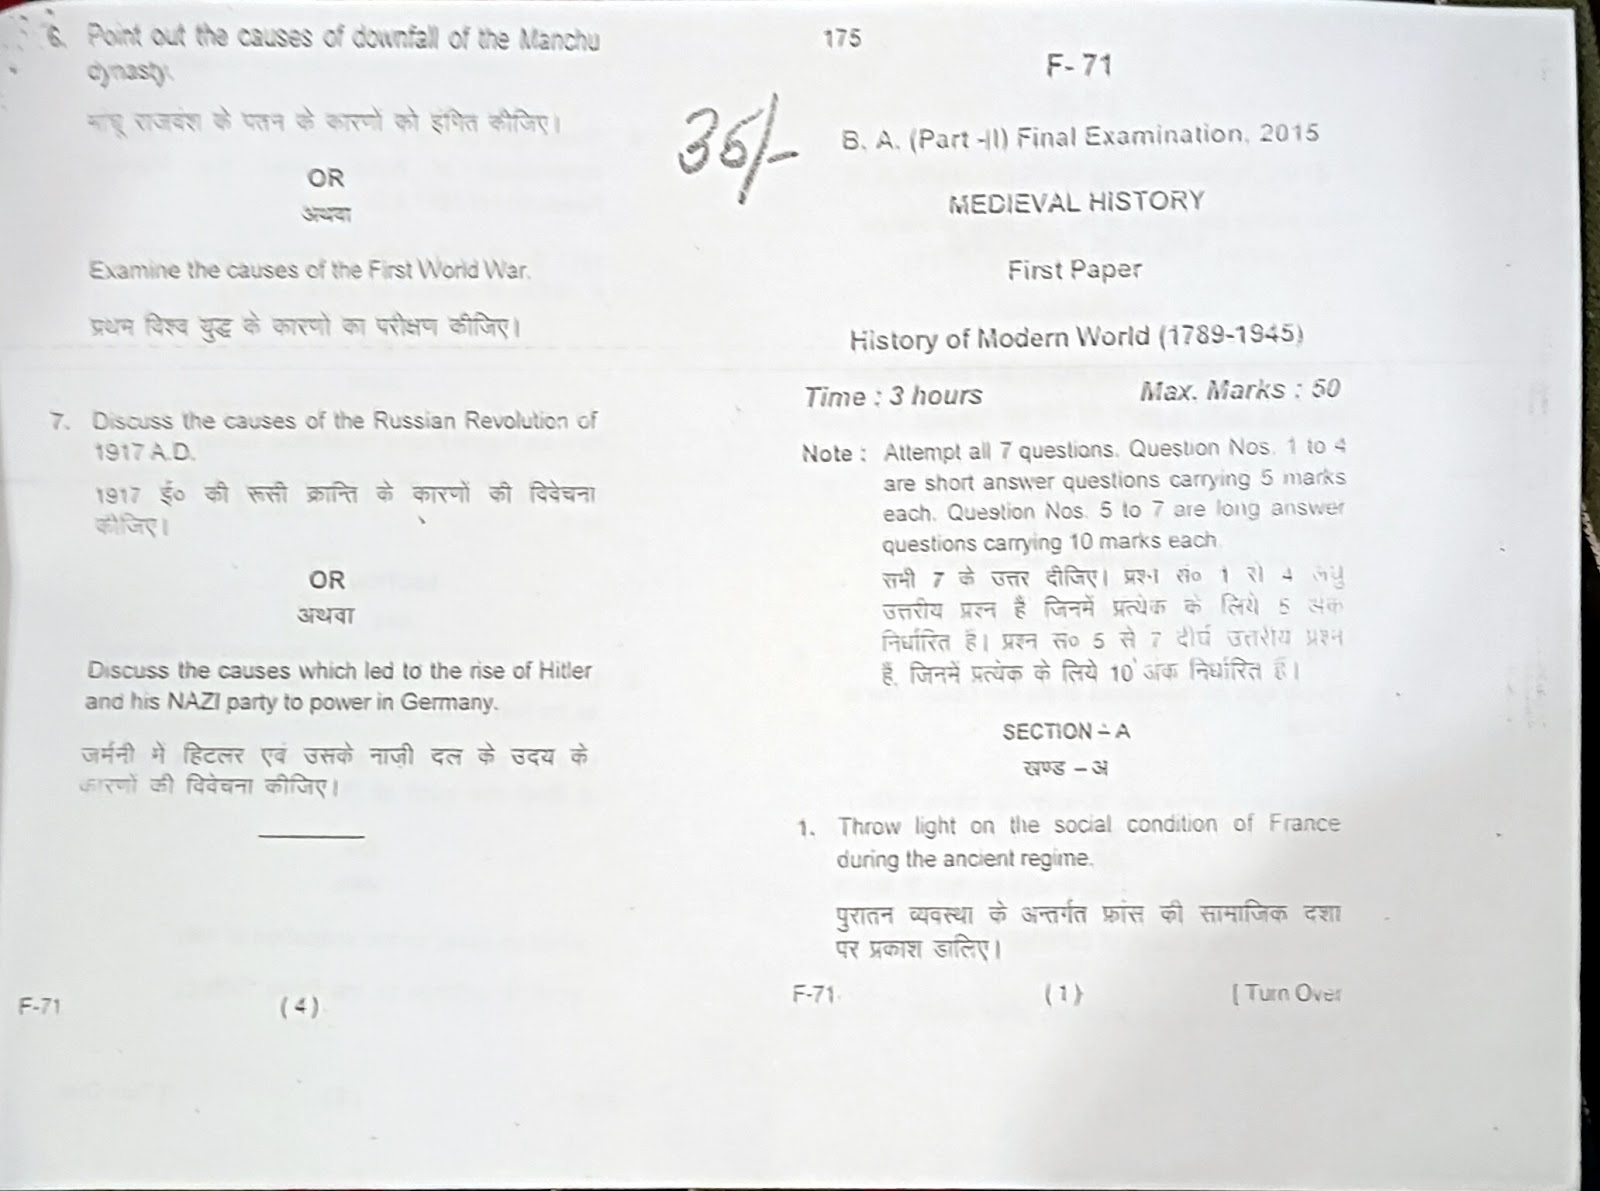 6. Point out the causes of downfall of the Manchu
dynasty.
मांचू राजवंश के पतन के कारणों को इंगित कीजिए।
OR
अथवा
Examine the causes of the First World War.
प्रथम विश्व युद्ध के कारणो का परीक्षण कीजिए।
7. Discuss the causes of the Russian Revolution of
1917 A.D.
1917 ई० की रूसी क्रान्ति के कारणों की विवेचना
कीजिए।
OR
अथवा
Discuss the causes which led to the rise of Hitler
and his NAZI party to power in Germany.
जर्मनी में हिटलर एवं उसके नाज़ी दल के उदय के
कारणों की विवेचना कीजिए।
F-71 (4)
175
F-71
36/-
B. A. (Part -II) Final Examination, 2015
MEDIEVAL HISTORY
First Paper
History of Modern World (1789-1945)
Time : 3 hours Max. Marks : 50
Note : Attempt all 7 questions. Question Nos. 1 to 4
are short answer questions carrying 5 marks
each. Question Nos. 5 to 7 are long answer
questions carrying 10 marks each.
सभी 7 के उत्तर दीजिए। प्रश्न सं० 1 से 4 लघु
उत्तरीय प्रश्न हैं जिनमें प्रत्येक के लिये 5 अंक
निर्धारित हैं। प्रश्न स० 5 से 7 दीर्घ उत्तरीय प्रश्न
हैं, जिनमें प्रत्येक के लिये 10 अंक निर्धारित हैं।
SECTION – A
खण्ड – अ
1. Throw light on the social condition of France
during the ancient regime.
पुरातन व्यवस्था के अन्तर्गत फ्रांस की सामाजिक दशा
पर प्रकाश डालिए।
F-71 (1) [ Turn Over